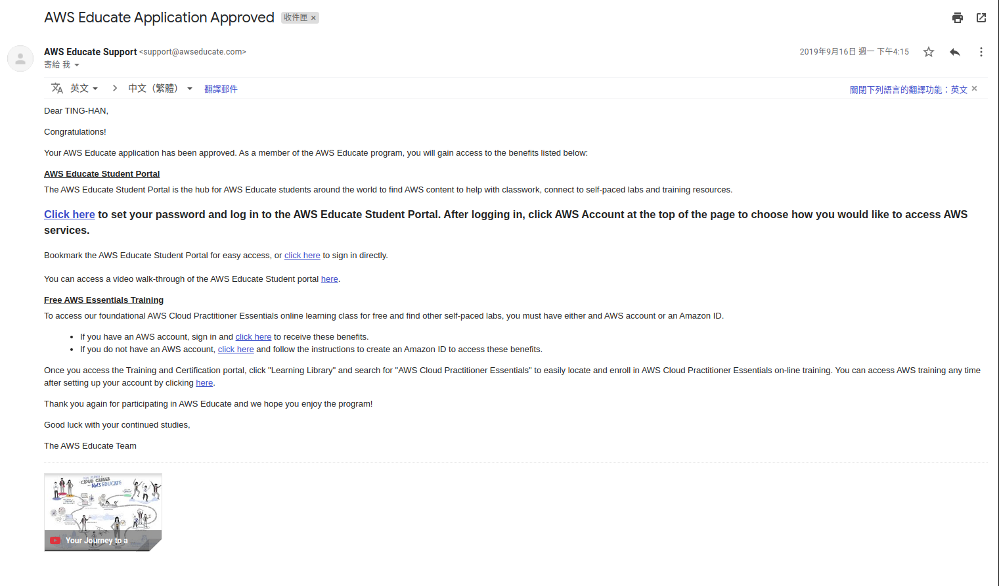 AWS Educate Application Approved 收件匣 ×
AWS Educate Support <support@awseducate.com> 2019年9月16日 週一 下午4:15
寄給 我
英文 中文（繁體） 翻譯郵件 關閉下列語言的翻譯功能：英文 ×
Dear TING-HAN,
Congratulations!
Your AWS Educate application has been approved. As a member of the AWS Educate program, you will gain access to the benefits listed below:
AWS Educate Student Portal
The AWS Educate Student Portal is the hub for AWS Educate students around the world to find AWS content to help with classwork, connect to self-paced labs and training resources.
Click here to set your password and log in to the AWS Educate Student Portal. After logging in, click AWS Account at the top of the page to choose how you would like to access AWS
services.
Bookmark the AWS Educate Student Portal for easy access, or click here to sign in directly.
You can access a video walk-through of the AWS Educate Student portal here.
Free AWS Essentials Training
To access our foundational AWS Cloud Practitioner Essentials online learning class for free and find other self-paced labs, you must have either and AWS account or an Amazon ID.
• If you have an AWS account, sign in and click here to receive these benefits.
• If you do not have an AWS account, click here and follow the instructions to create an Amazon ID to access these benefits.
Once you access the Training and Certification portal, click "Learning Library" and search for "AWS Cloud Practitioner Essentials" to easily locate and enroll in AWS Cloud Practitioner Essentials on-line training. You can access AWS training any time
after setting up your account by clicking here.
Thank you again for participating in AWS Educate and we hope you enjoy the program!
Good luck with your continued studies,
The AWS Educate Team
CLOUD CAREER
AWS EDUCATE
Your Journey to a